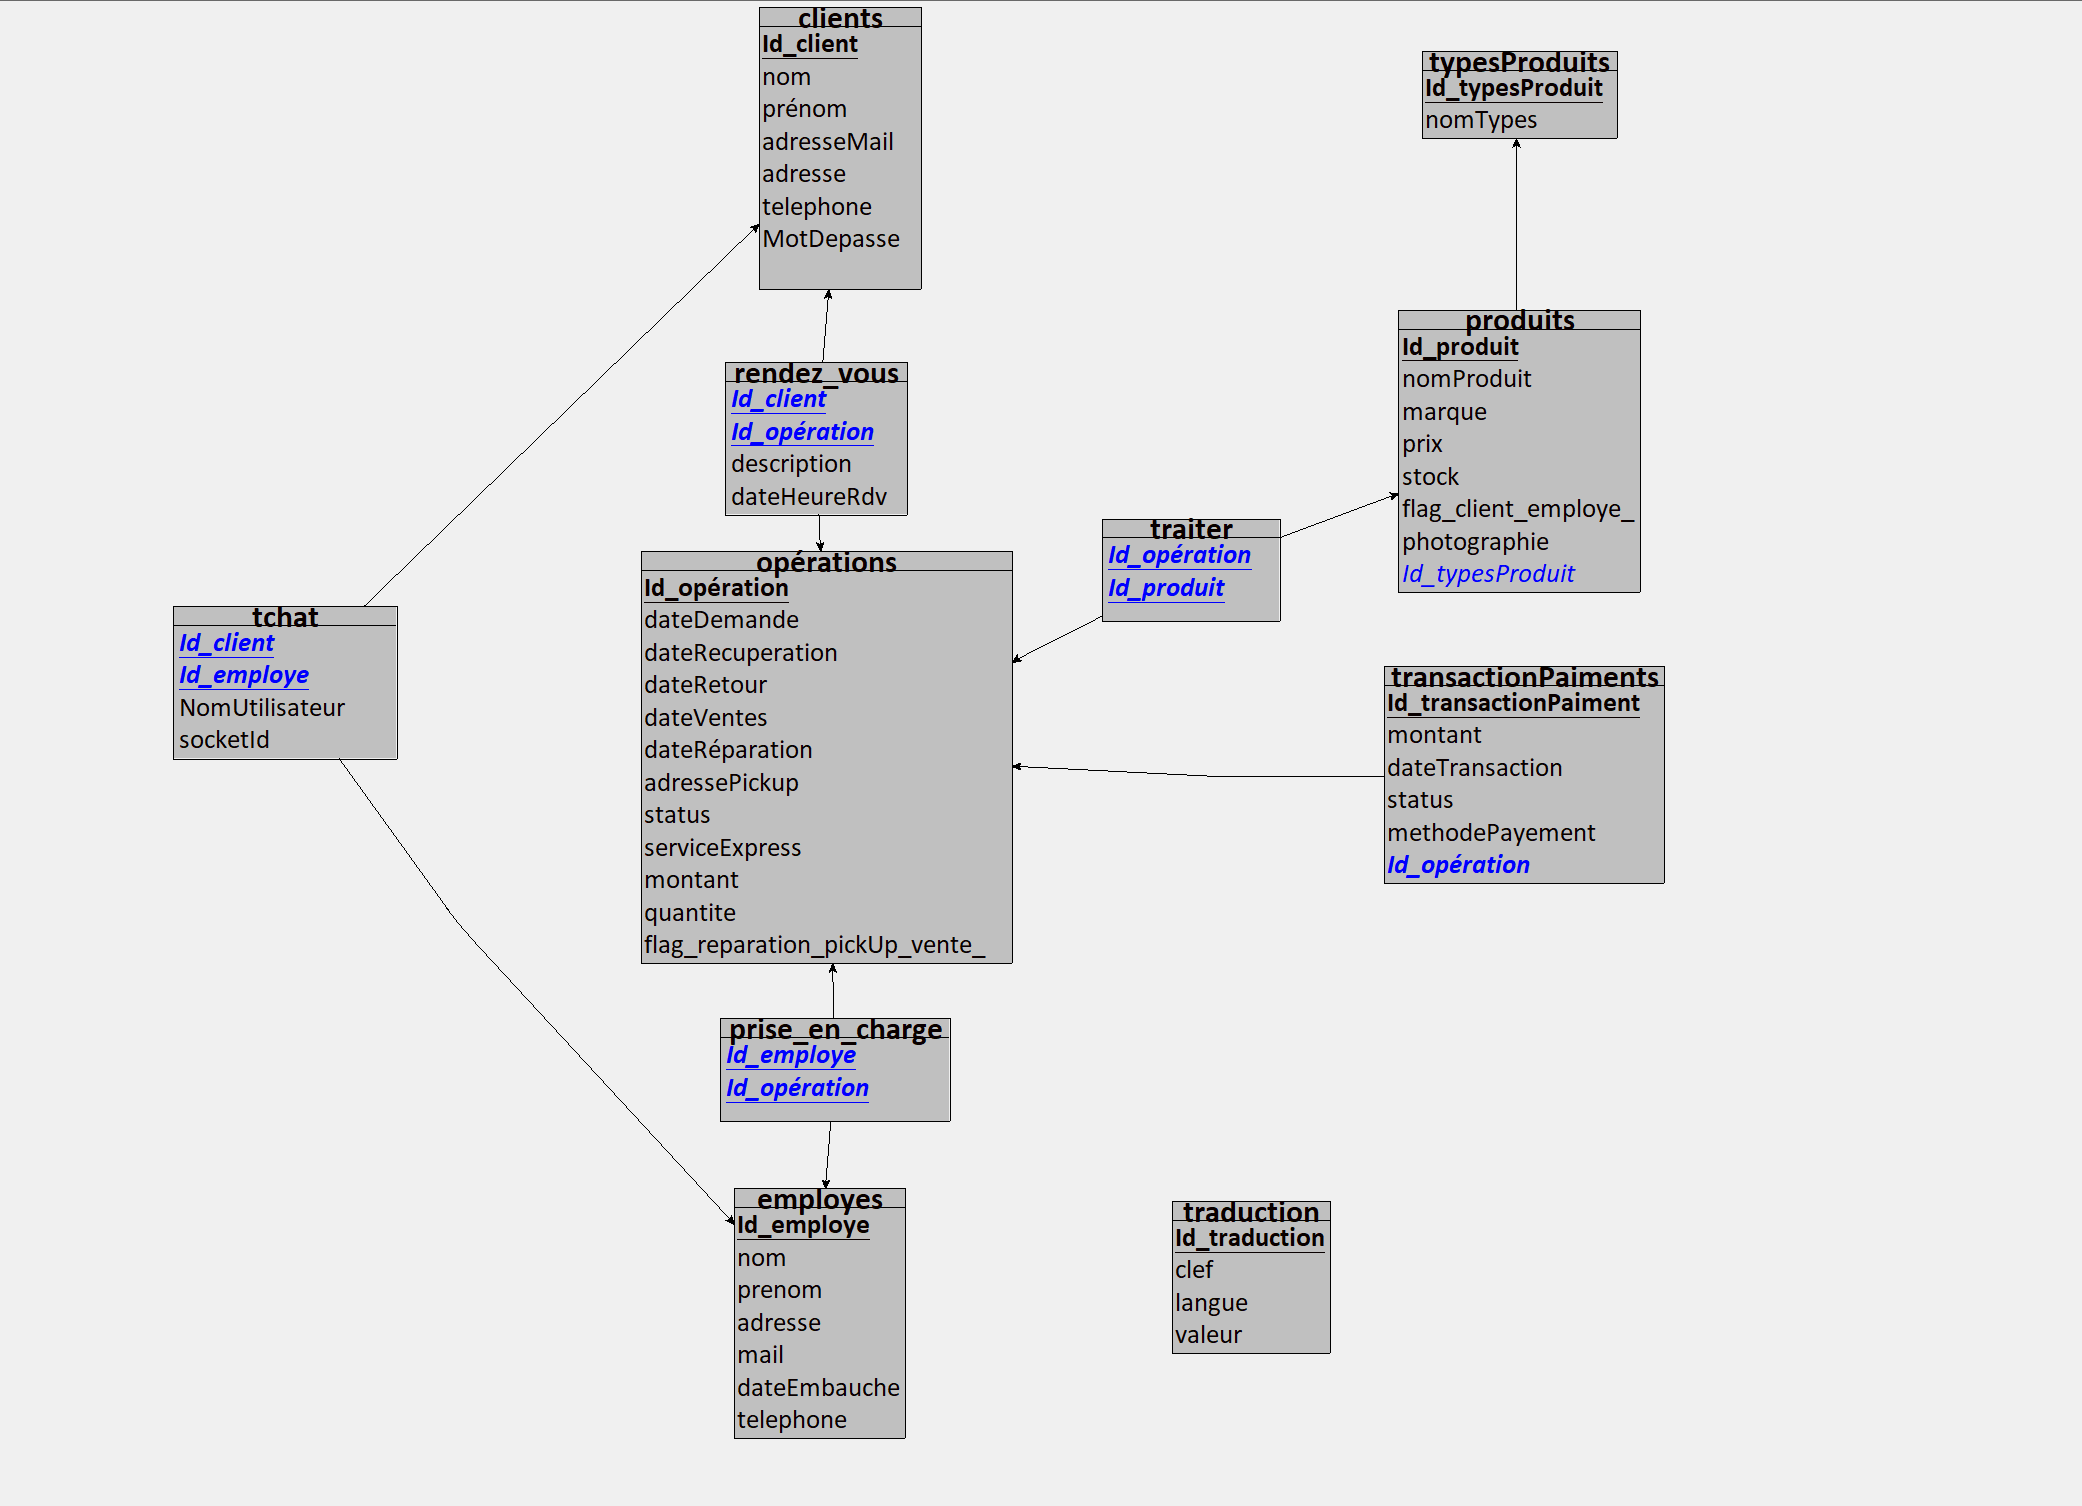 clients
Id_client
nom
prénom
adresseMail
adresse
telephone
MotDepasse
typesProduits
Id_typesProduit
nomTypes
produits
Id_produit
nomProduit
marque
prix
stock
flag_client_employe_
photographie
Id_typesProduit
rendez_vous
Id_client
Id_opération
description
dateHeureRdv
traiter
Id_opération
Id_produit
opérations
Id_opération
dateDemande
dateRecuperation
dateRetour
dateVentes
dateRéparation
adressePickup
status
serviceExpress
montant
quantite
flag_reparation_pickUp_vente_
tchat
Id_client
Id_employe
NomUtilisateur
socketId
transactionPaiments
Id_transactionPaiment
montant
dateTransaction
status
methodePayement
Id_opération
prise_en_charge
Id_employe
Id_opération
employes
Id_employe
nom
prenom
adresse
mail
dateEmbauche
telephone
traduction
Id_traduction
clef
langue
valeur